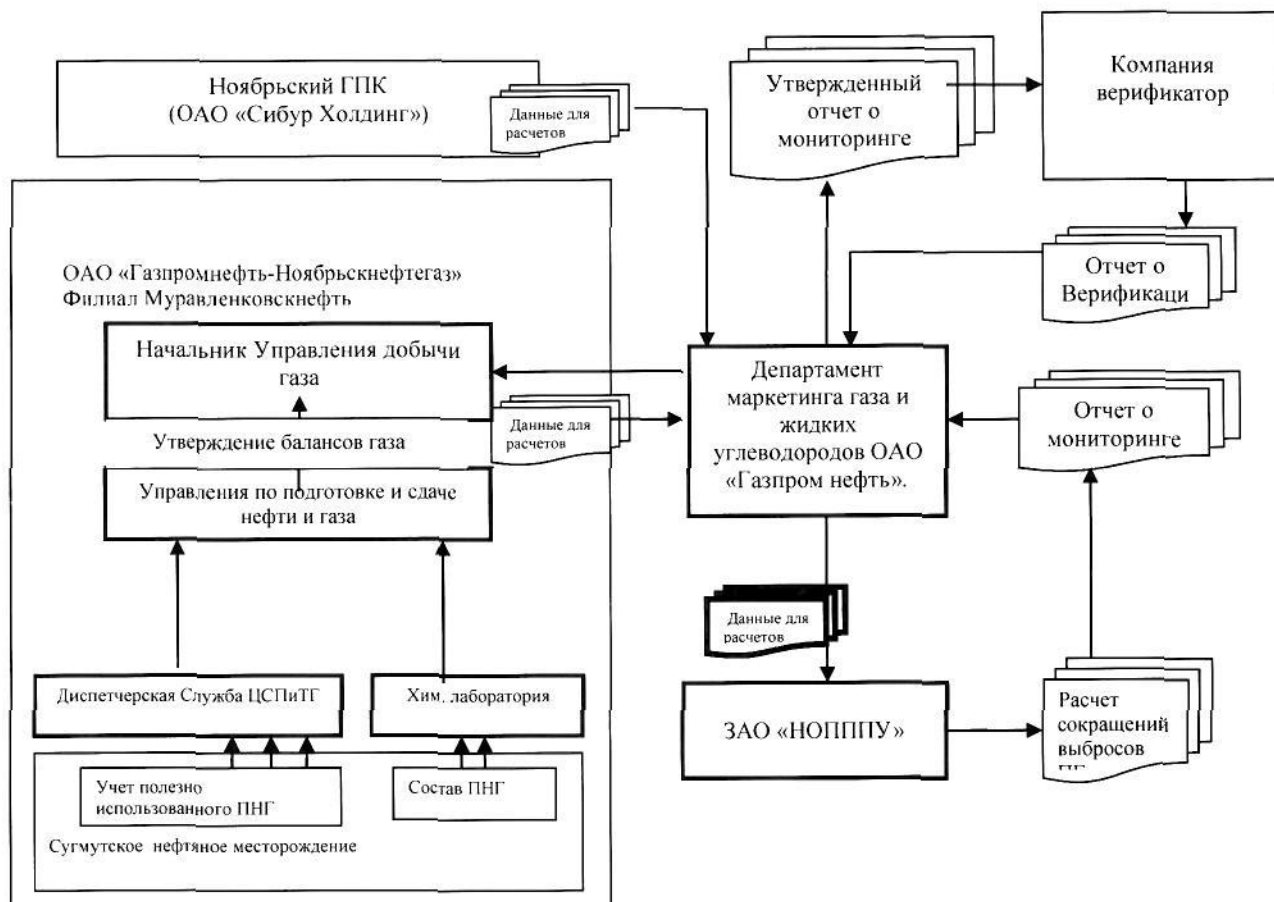 Ноябрьский ГПК
(ОАО «Сибур Холдинг»)
Данные для
расчетов
Утвержденный
отчет о
мониторинге
Компания
верификатор
Отчет о
Верификаци
ОАО «Газпромнефть-Ноябрьскнефтегаз»
Филиал Муравленковскнефть
Начальник Управления добычи
газа
Утверждение балансов газа
Данные для
расчетов
Управления по подготовке и сдаче
нефти и газа
Департамент
маркетинга газа и
жидких
углеводородов ОАО
«Газпром нефть».
Отчет о
мониторинге
Данные для
расчетов
Диспетчерская Служба ЦСПиТГ
Хим. лаборатория
ЗАО «НОПППУ»
Расчет
сокращений
выбросов
Учет полезно
использованного ПНГ
Состав ПНГ
Сугмутское нефтяное месторождение